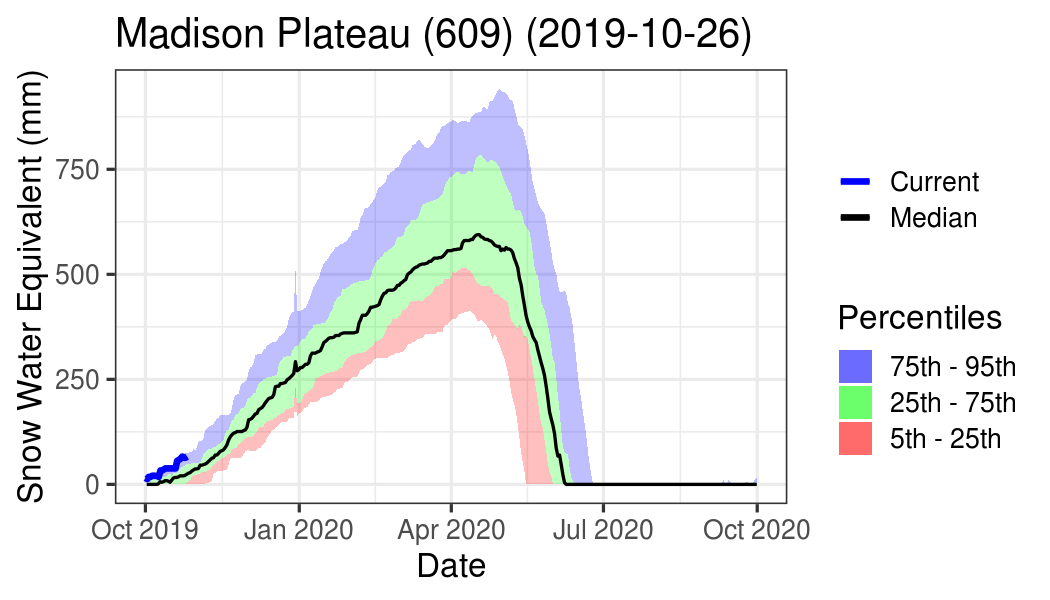 Madison Plateau (609) (2019-10-26)
Snow Water Equivalent (mm)
750
500
250
0
Oct 2019
Jan 2020
Apr 2020
Jul 2020
Oct 2020
Date
Current
Median
Percentiles
75th - 95th
25th - 75th
5th - 25th